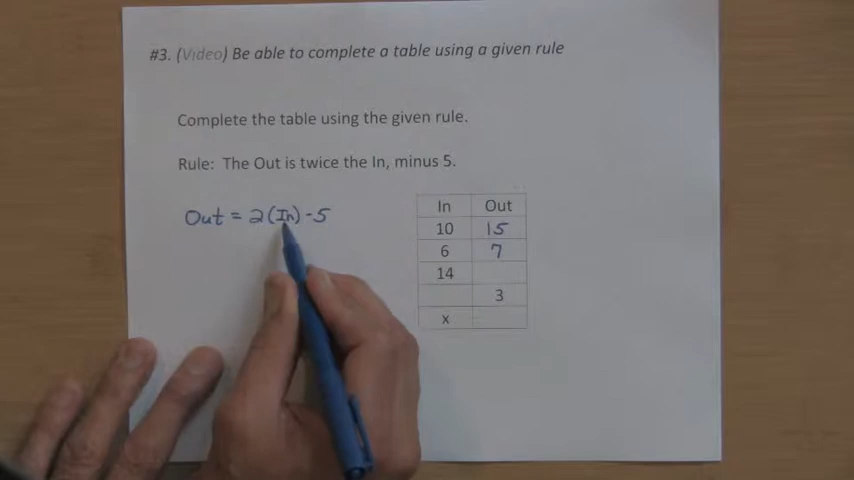 #3. (Video) Be able to complete a table using a given rule
Complete the table using the given rule.
Rule: The Out is twice the In, minus 5.
Out = 2(In) - 5
In Out
10 15
6 7
14
3
x